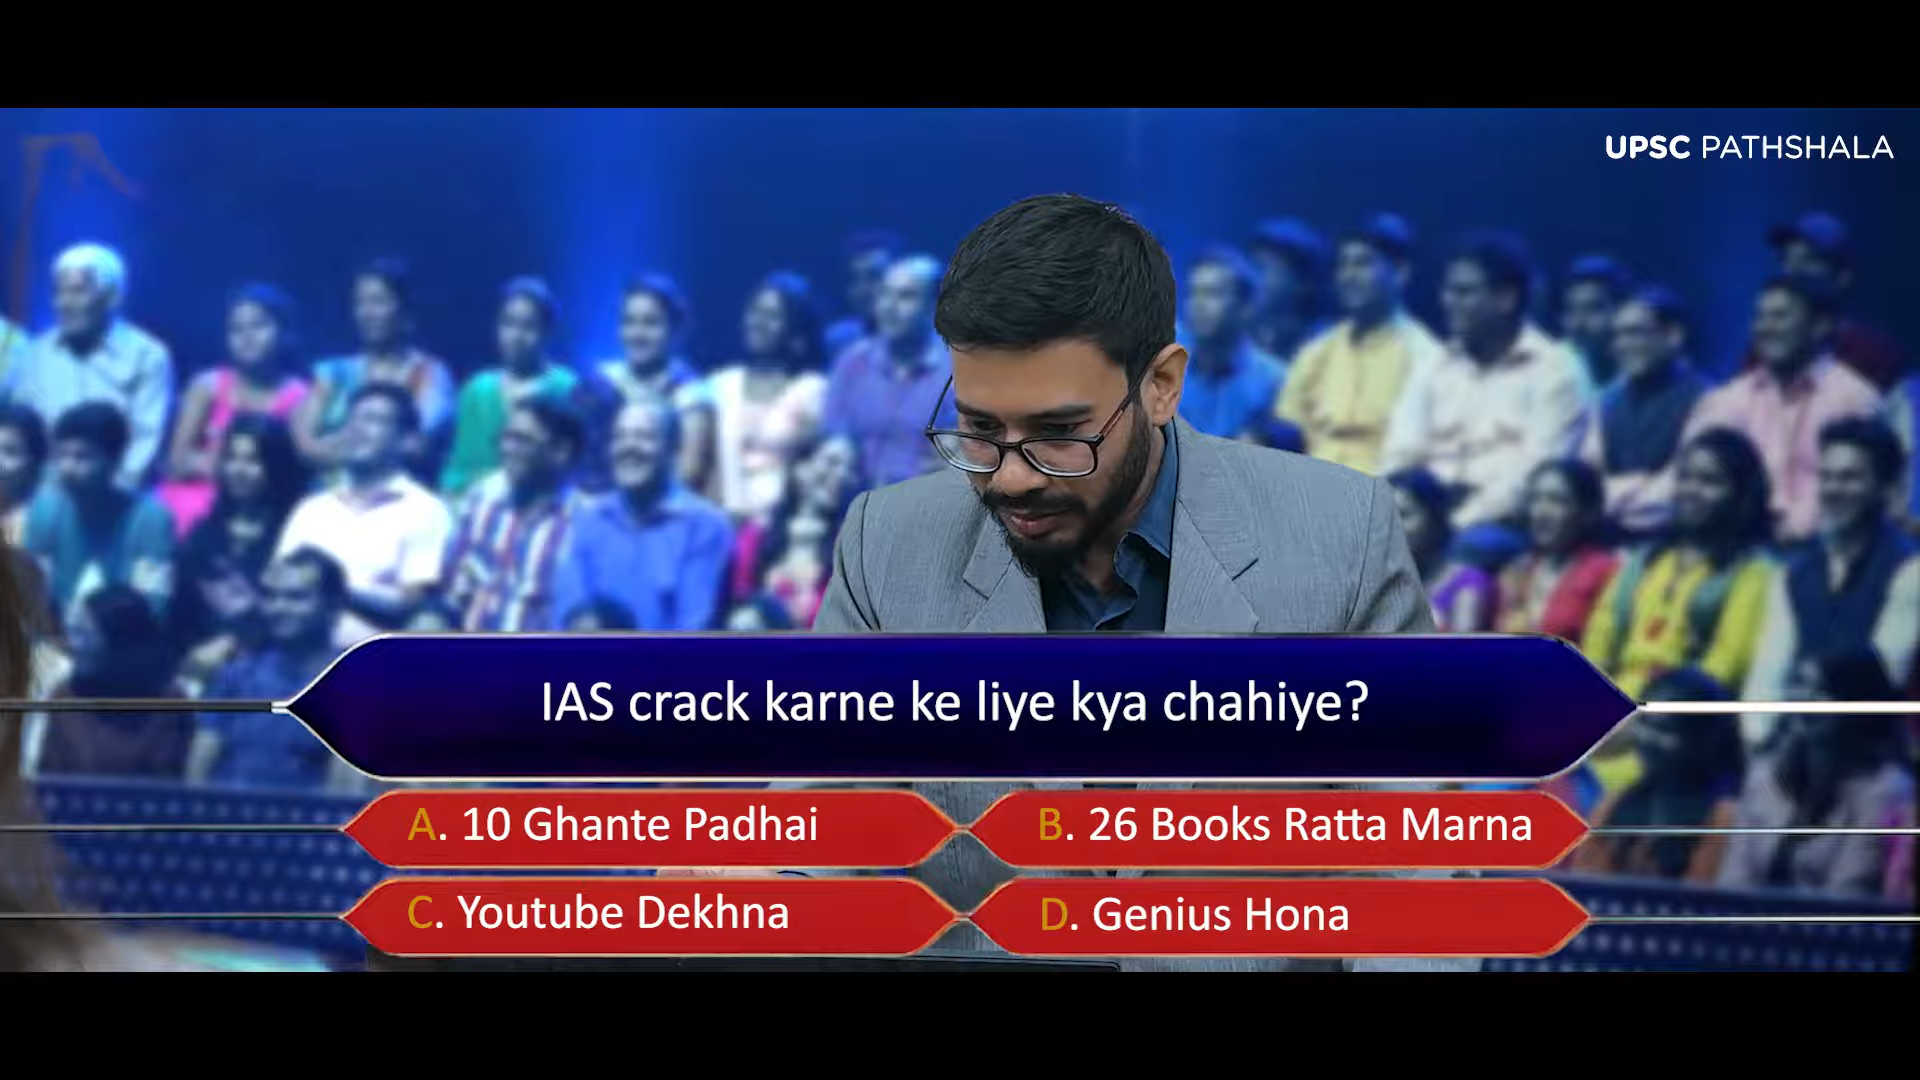 UPSC PATHSHALA
IAS crack karne ke liye kya chahiye?
A. 10 Ghante Padhai
B. 26 Books Ratta Marna
C. Youtube Dekhna
D. Genius Hona